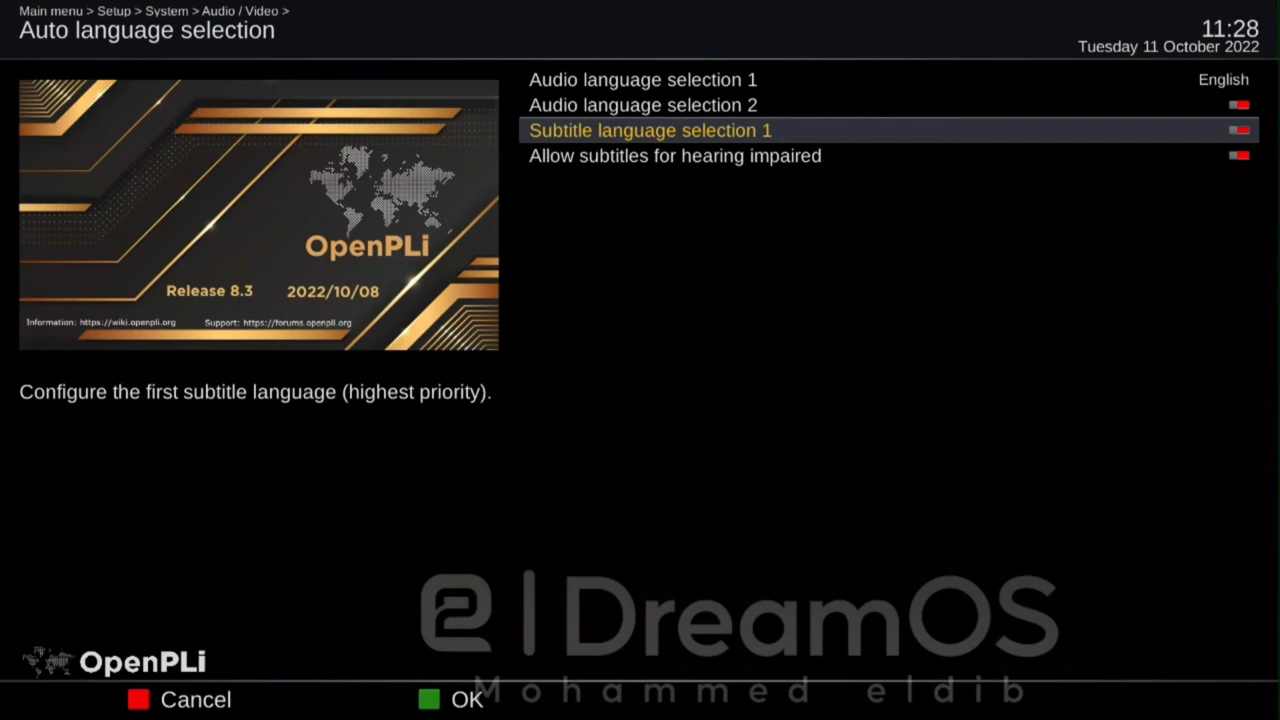 Main menu > Setup > System > Audio / Video >
Auto language selection
11:28
Tuesday 11 October 2022
Audio language selection 1 English
Audio language selection 2
Subtitle language selection 1
Allow subtitles for hearing impaired
OpenPLi
Release 8.3 2022/10/08
Information: https://wiki.openpli.org Support: https://forums.openpli.org
Configure the first subtitle language (highest priority).
DreamOS
OpenPLi
Cancel OK
Mohammed eldib